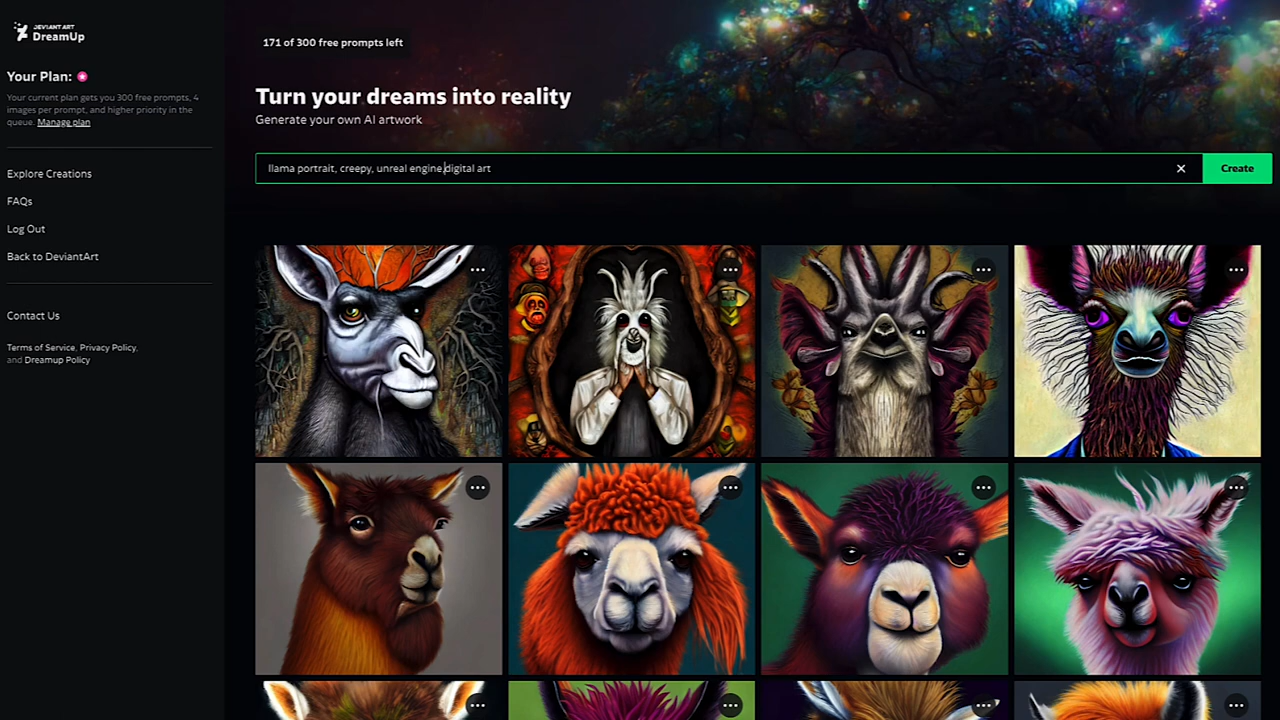 DEVIANT ART
DreamUp
Your Plan:
Your current plan gets you 300 free prompts, 4
images per prompt, and higher priority in the
queue. Manage plan
Explore Creations
FAQs
Log Out
Back to DeviantArt
Contact Us
Terms of Service, Privacy Policy,
and Dreamup Policy
171 of 300 free prompts left
Turn your dreams into reality
Generate your own AI artwork
llama portrait, creepy, unreal engine,digital art
Create